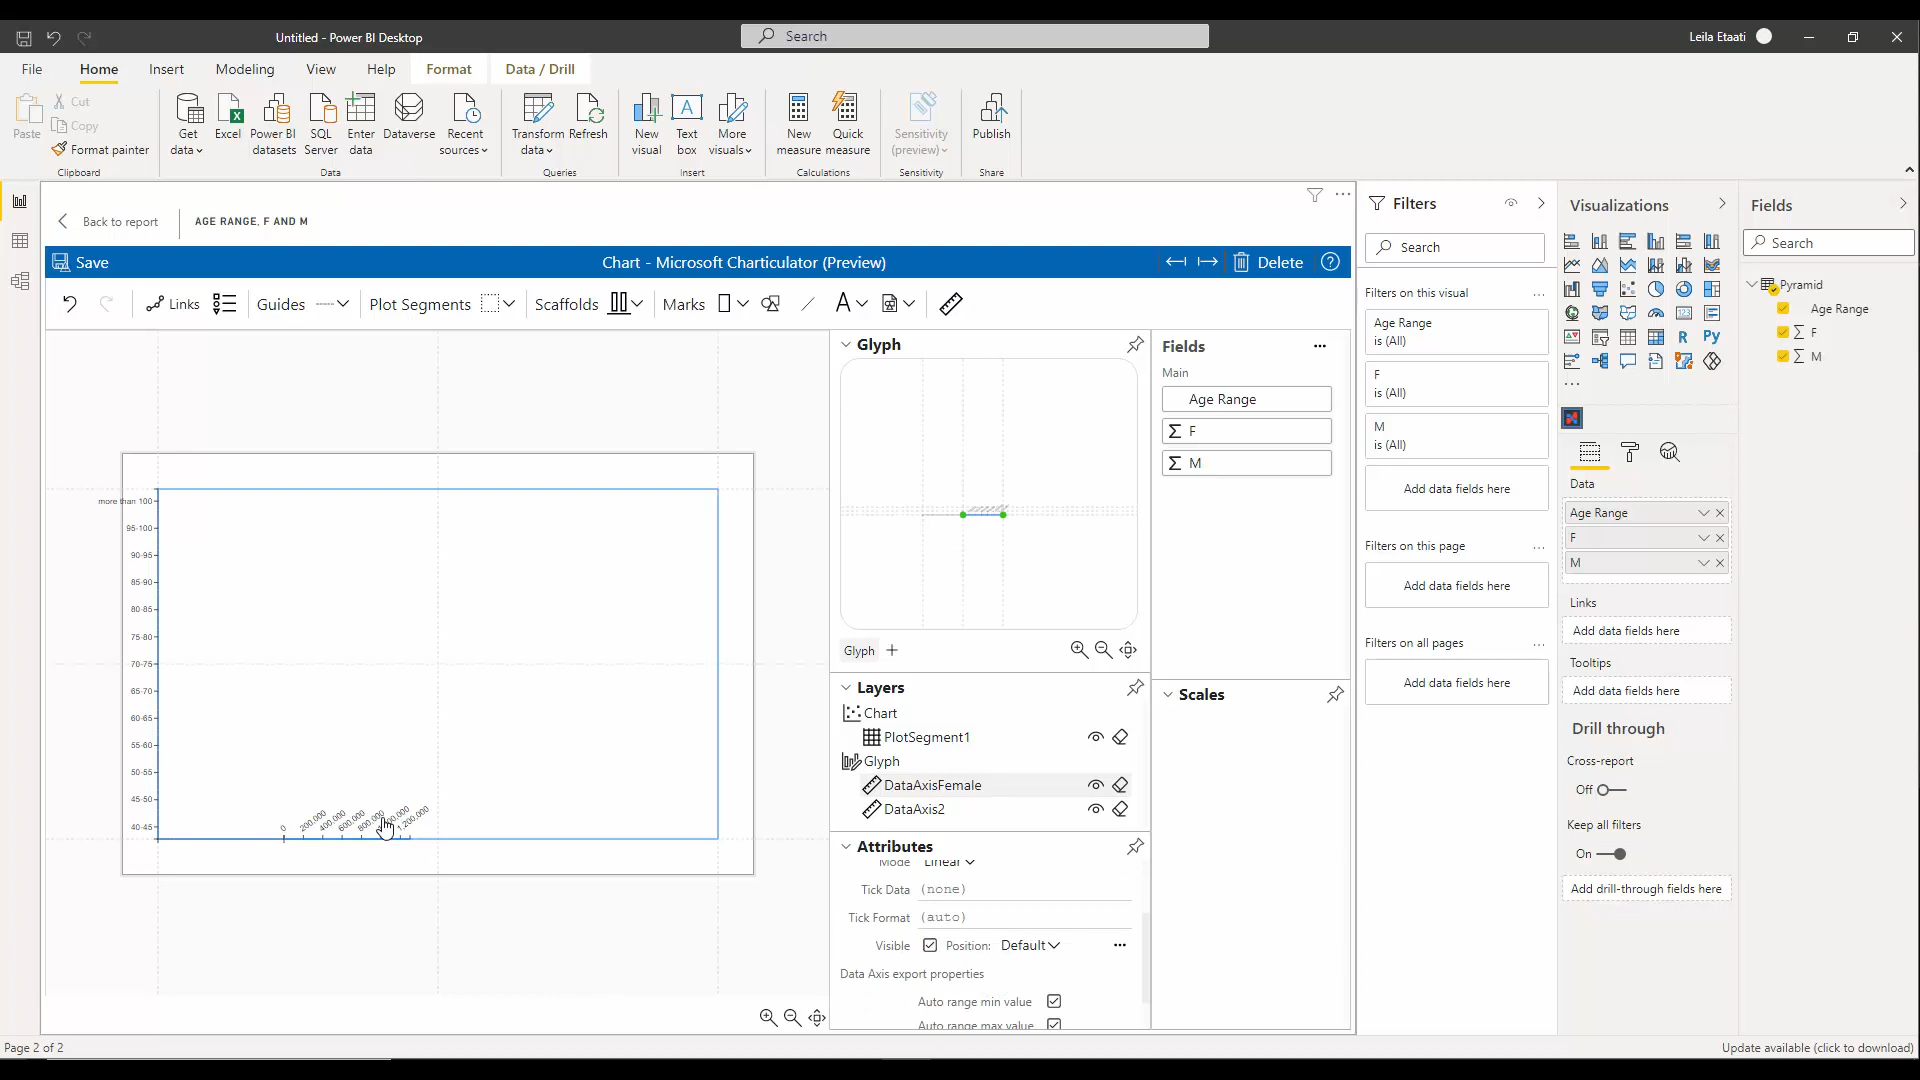 Untitled - Power BI Desktop
Search
Leila Etaati
File
Home
Insert
Modeling
View
Help
Format
Data / Drill
Paste
Cut
Copy
Format painter
Clipboard
Get data
Excel
Power BI datasets
SQL Server
Enter data
Dataverse
Recent sources
Data
Transform data
Refresh
Queries
New visual
Text box
More visuals
Insert
New measure
Quick measure
Calculations
Sensitivity (preview)
Sensitivity
Publish
Share
Back to report
AGE RANGE, F AND M
Save
Chart - Microsoft Charticulator (Preview)
Delete
Links
Guides
Plot Segments
Scaffolds
Marks
more than 100
95-100
90-95
85-90
80-85
75-80
70-75
65-70
60-65
55-60
50-55
45-50
40-45
0
200,000
400,000
600,000
800,000
1,200,000
Glyph
Glyph
Layers
Chart
PlotSegment1
Glyph
DataAxisFemale
DataAxis2
Attributes
Mode Linear
Tick Data (none)
Tick Format (auto)
Visible Position: Default
Data Axis export properties
Auto range min value
Auto range max value
Fields
Main
Age Range
F
M
Scales
Filters
Search
Filters on this visual
Age Range
is (All)
F
is (All)
M
is (All)
Add data fields here
Filters on this page
Add data fields here
Filters on all pages
Add data fields here
Visualizations
R
Py
123
Data
Age Range
F
M
Links
Add data fields here
Tooltips
Add data fields here
Drill through
Cross-report
Off
Keep all filters
On
Add drill-through fields here
Fields
Search
Pyramid
Age Range
F
M
Page 2 of 2
Update available (click to download)